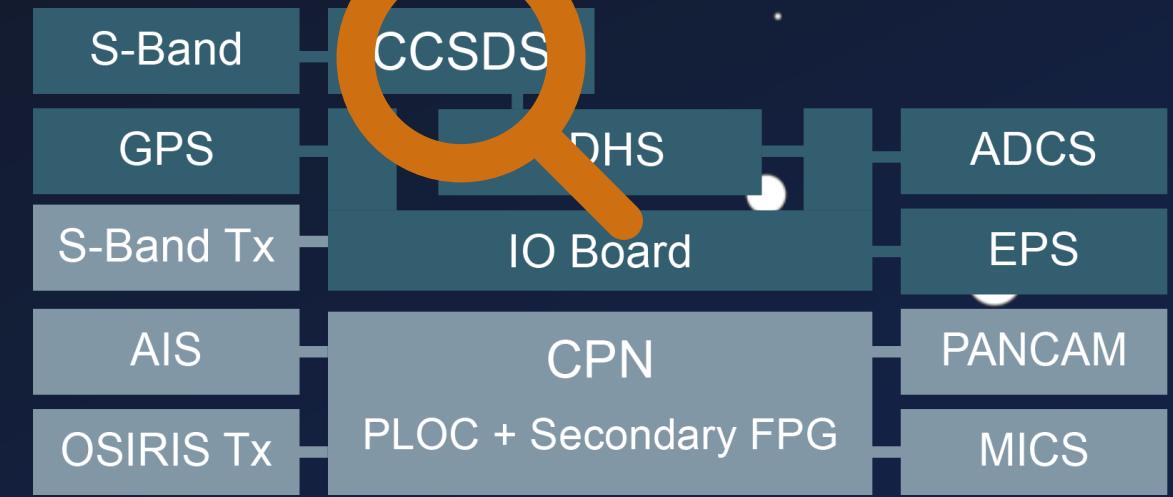 S-Band
CCSDS
GPS
DHS
ADCS
S-Band Tx
IO Board
EPS
AIS
CPN
PANCAM
OSIRIS Tx
PLOC + Secondary FPG
MICS